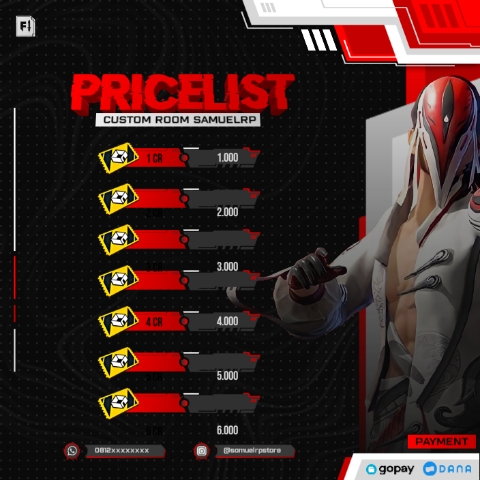 FI
PRICELIST
CUSTOM ROOM SAMUELRP
1 CR 1.000
2.000
3.000
4 CR 4.000
5.000
6.000
0812xxxxxxxx @samuelrpstore
PAYMENT
gopay DANA